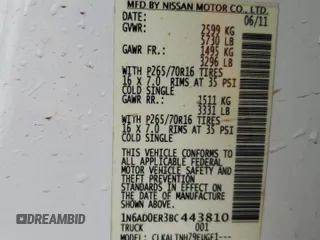 MFD BY NISSAN MOTOR CO., LTD.
DATE: 06/11
GVWR: 2599 KG
5730 LB
GAWR FR.: 1495 KG
3296 LB
WITH P265/70R16 TIRES
16 X 7.0 RIMS AT 35 PSI
COLD SINGLE
GAWR RR.: 1511 KG
3331 LB
WITH P265/70R16 TIRES
16 X 7.0 RIMS AT 35 PSI
COLD SINGLE
THIS VEHICLE CONFORMS TO
ALL APPLICABLE FEDERAL
MOTOR VEHICLE SAFETY
STANDARDS IN EFFECT ON THE
DATE OF MANUFACTURE
SHOWN ABOVE.
1N6AD0ER3BC443810
TRUCK 001
MODEL:
DREAMBID